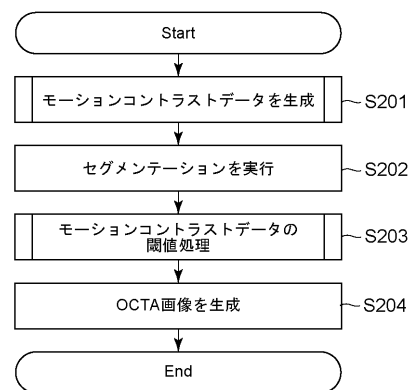 Start
モーションコントラストデータを生成
S201
セグメンテーションを実行
S202
モーションコントラストデータの
閾値処理
S203
OCTA画像を生成
S204
End